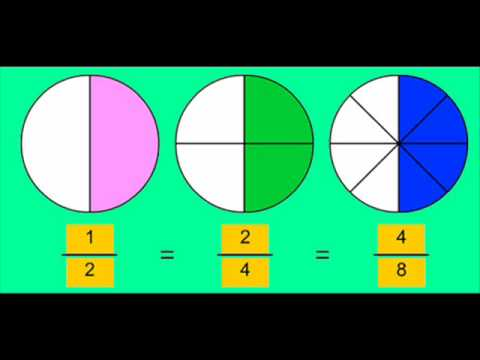 1 2 4
= =
2 4 8